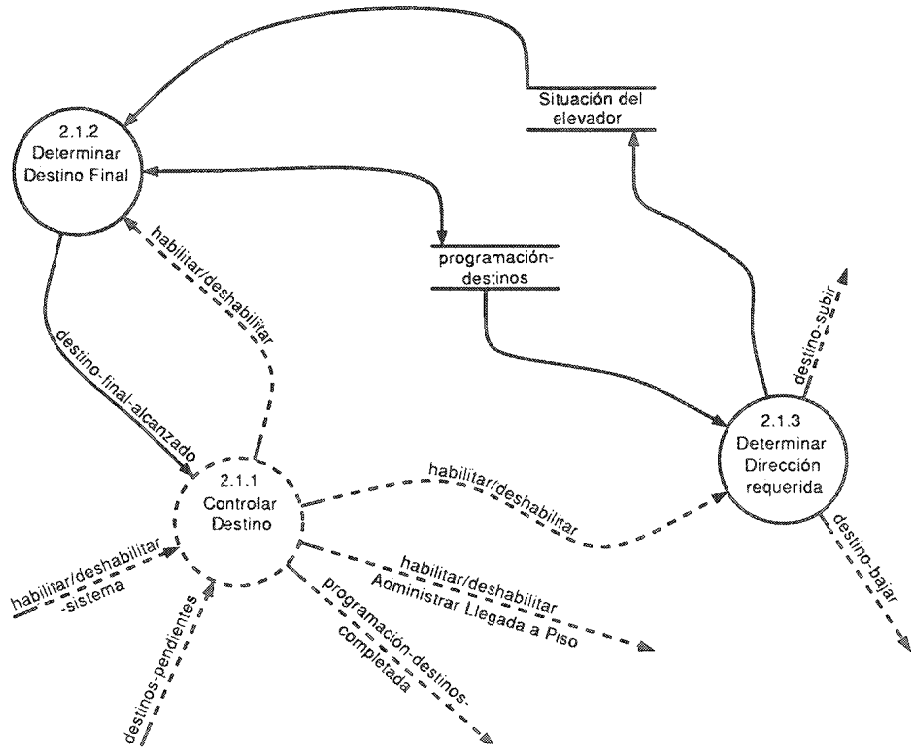 Situación del
elevador
2.1.2
Determinar
Destino Final
habilitar/deshabilitar
programación-
destinos
destino-subir
destino-final-alcanzado
2.1.3
Determinar
Dirección
requerida
2.1.1
Controlar
Destino
habilitar/deshabilitar
habilitar/deshabilitar
-sistema
habilitar/deshabilitar
Administrar Llegada a Piso
destino-bajar
destinos-pendientes
programación-destinos-
completada